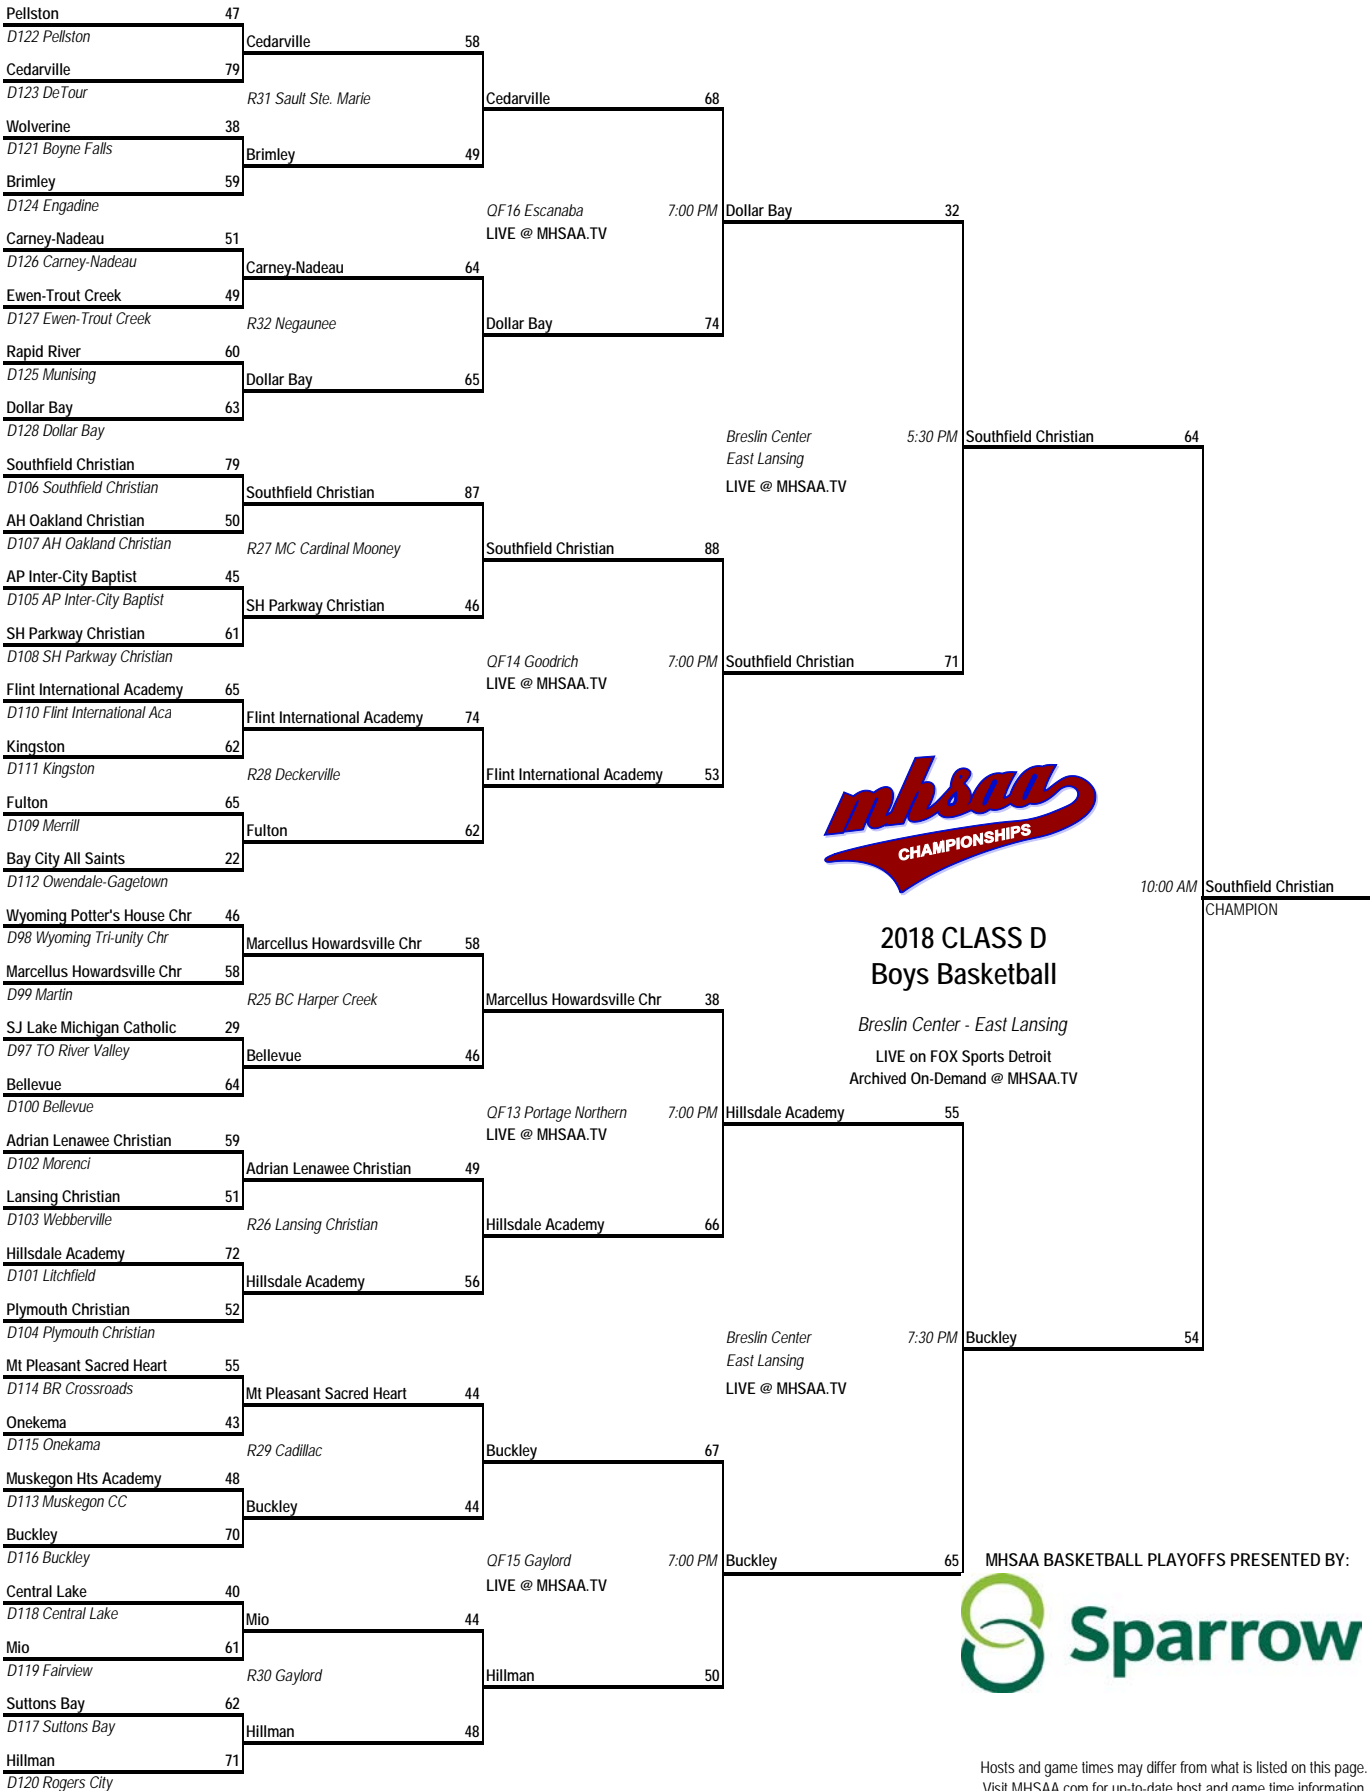 Pellston 47
D122 Pellston
Cedarville 58
Cedarville 79
D123 DeTour
R31 Sault Ste. Marie
Cedarville 68
Wolverine 38
D121 Boyne Falls
Brimley 49
Brimley 59
D124 Engadine
QF16 Escanaba 7:00 PM Dollar Bay 32
LIVE @ MHSAA.TV
Carney-Nadeau 51
D126 Carney-Nadeau
Carney-Nadeau 64
Ewen-Trout Creek 49
D127 Ewen-Trout Creek
R32 Negaunee
Dollar Bay 74
Rapid River 60
D125 Munising
Dollar Bay 65
Dollar Bay 63
D128 Dollar Bay
Breslin Center 5:30 PM Southfield Christian 64
East Lansing
LIVE @ MHSAA.TV
Southfield Christian 79
D106 Southfield Christian
Southfield Christian 87
AH Oakland Christian 50
D107 AH Oakland Christian
R27 MC Cardinal Mooney
Southfield Christian 88
AP Inter-City Baptist 45
D105 AP Inter-City Baptist
SH Parkway Christian 46
SH Parkway Christian 61
D108 SH Parkway Christian
QF14 Goodrich 7:00 PM Southfield Christian 71
LIVE @ MHSAA.TV
Flint International Academy 65
D110 Flint International Aca
Flint International Academy 74
Kingston 62
D111 Kingston
R28 Deckerville
Flint International Academy 53
Fulton 65
D109 Merrill
Fulton 62
Bay City All Saints 22
D112 Owendale-Gagetown
mhsaa
CHAMPIONSHIPS
10:00 AM Southfield Christian
CHAMPION
2018 CLASS D
Boys Basketball
Breslin Center - East Lansing
LIVE on FOX Sports Detroit
Archived On-Demand @ MHSAA.TV
Wyoming Potter's House Chr 46
D98 Wyoming Tri-unity Chr
Marcellus Howardsville Chr 58
Marcellus Howardsville Chr 58
D99 Martin
R25 BC Harper Creek
Marcellus Howardsville Chr 38
SJ Lake Michigan Catholic 29
D97 TO River Valley
Bellevue 46
Bellevue 64
D100 Bellevue
QF13 Portage Northern 7:00 PM Hillsdale Academy 55
LIVE @ MHSAA.TV
Adrian Lenawee Christian 59
D102 Morenci
Adrian Lenawee Christian 49
Lansing Christian 51
D103 Webberville
R26 Lansing Christian
Hillsdale Academy 66
Hillsdale Academy 72
D101 Litchfield
Hillsdale Academy 56
Plymouth Christian 52
D104 Plymouth Christian
Breslin Center 7:30 PM Buckley 54
East Lansing
LIVE @ MHSAA.TV
Mt Pleasant Sacred Heart 55
D114 BR Crossroads
Mt Pleasant Sacred Heart 44
Onekema 43
D115 Onekama
R29 Cadillac
Buckley 67
Muskegon Hts Academy 48
D113 Muskegon CC
Buckley 44
Buckley 70
D116 Buckley
QF15 Gaylord 7:00 PM Buckley 65
LIVE @ MHSAA.TV
Central Lake 40
D118 Central Lake
Mio 44
Mio 61
D119 Fairview
R30 Gaylord
Hillman 50
Suttons Bay 62
D117 Suttons Bay
Hillman 48
Hillman 71
D120 Rogers City
MHSAA BASKETBALL PLAYOFFS PRESENTED BY:
Sparrow
Hosts and game times may differ from what is listed on this page.
Visit MHSAA.com for up-to-date host and game time information.